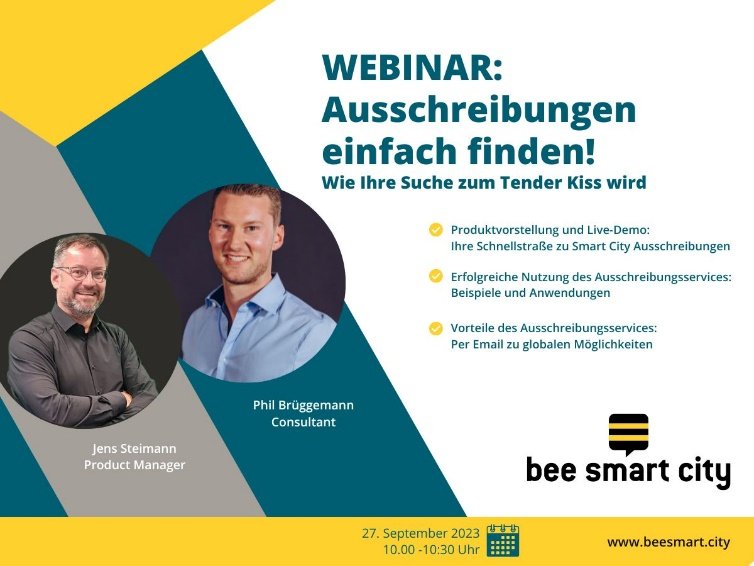 WEBINAR:
Ausschreibungen
einfach finden!
Wie Ihre Suche zum Tender Kiss wird
Produktvorstellung und Live-Demo:
Ihre Schnellstraße zu Smart City Ausschreibungen
Erfolgreiche Nutzung des Ausschreibungsservices:
Beispiele und Anwendungen
Vorteile des Ausschreibungsservices:
Per Email zu globalen Möglichkeiten
Phil Brüggemann
Consultant
Jens Steimann
Product Manager
bee smart city
27. September 2023
10.00 -10:30 Uhr
www.beesmart.city